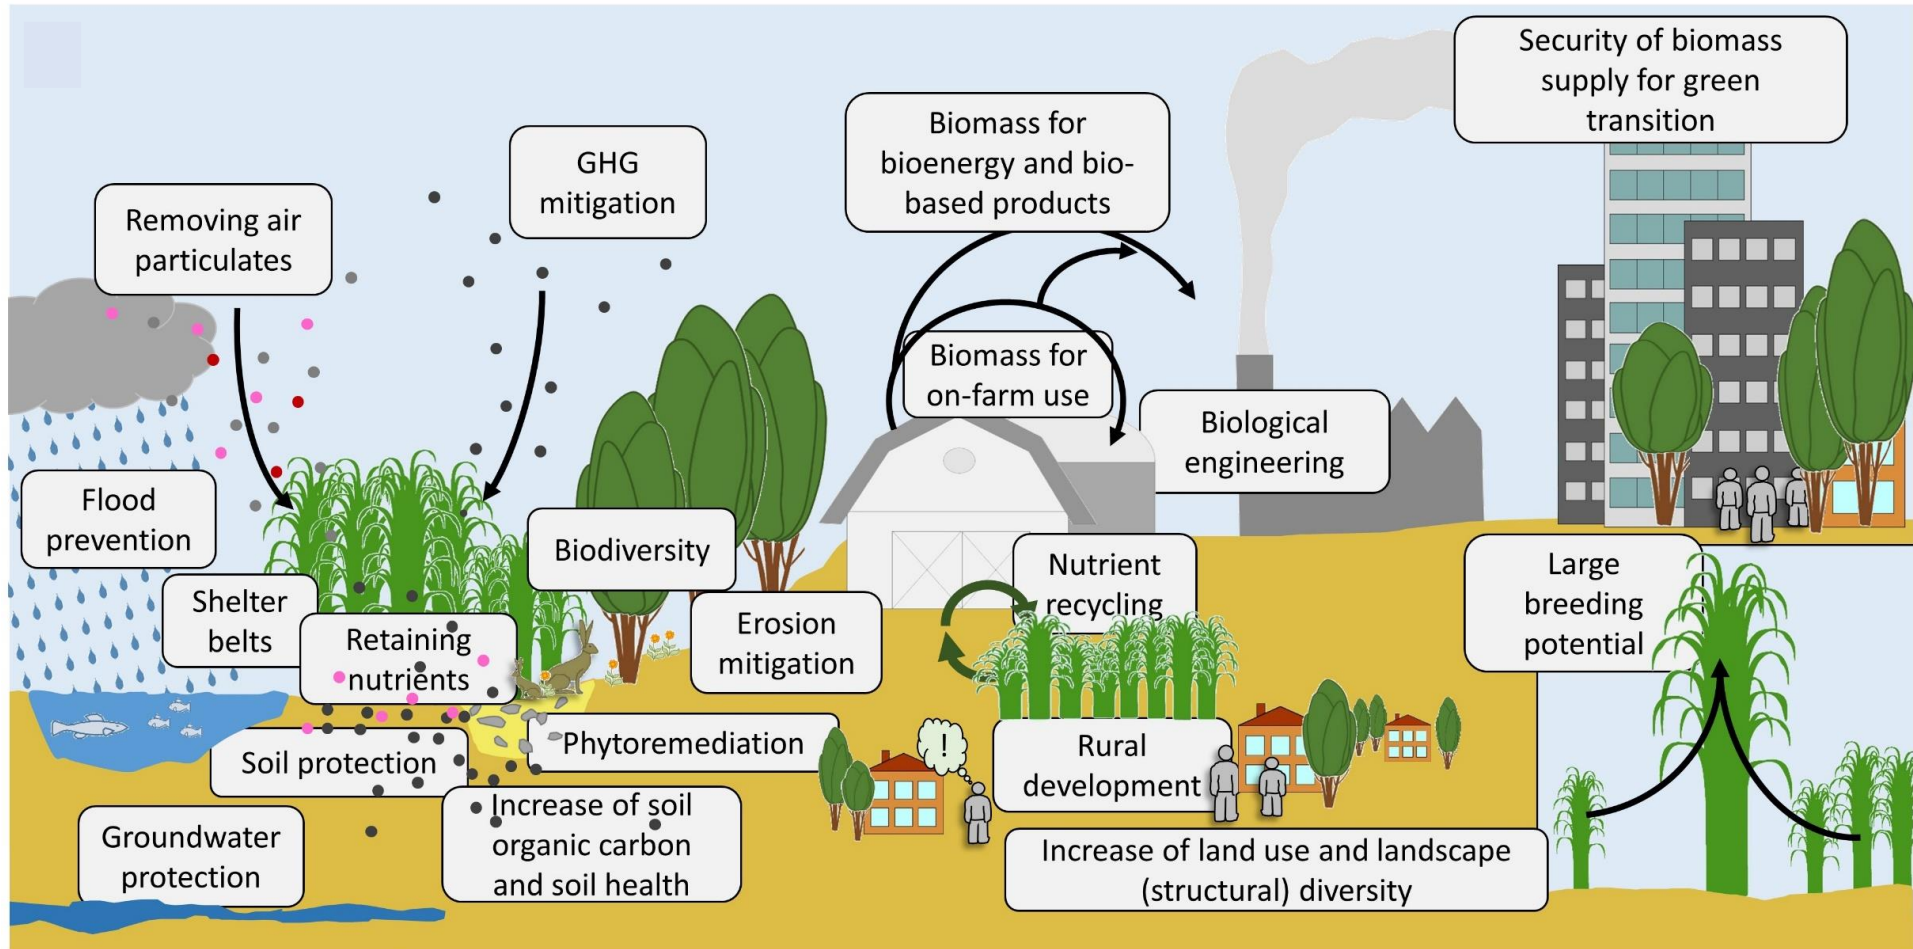 Security of biomass
supply for green
transition
Biomass for
bioenergy and bio-
based products
GHG
mitigation
Removing air
particulates
Biomass for
on-farm use
Biological
engineering
Flood
prevention
Biodiversity
Nutrient
recycling
Large
breeding
potential
Shelter
belts
Retaining
nutrients
Erosion
mitigation
Soil protection
Phytoremediation
!
Rural
development
Groundwater
protection
Increase of soil
organic carbon
and soil health
Increase of land use and landscape
(structural) diversity